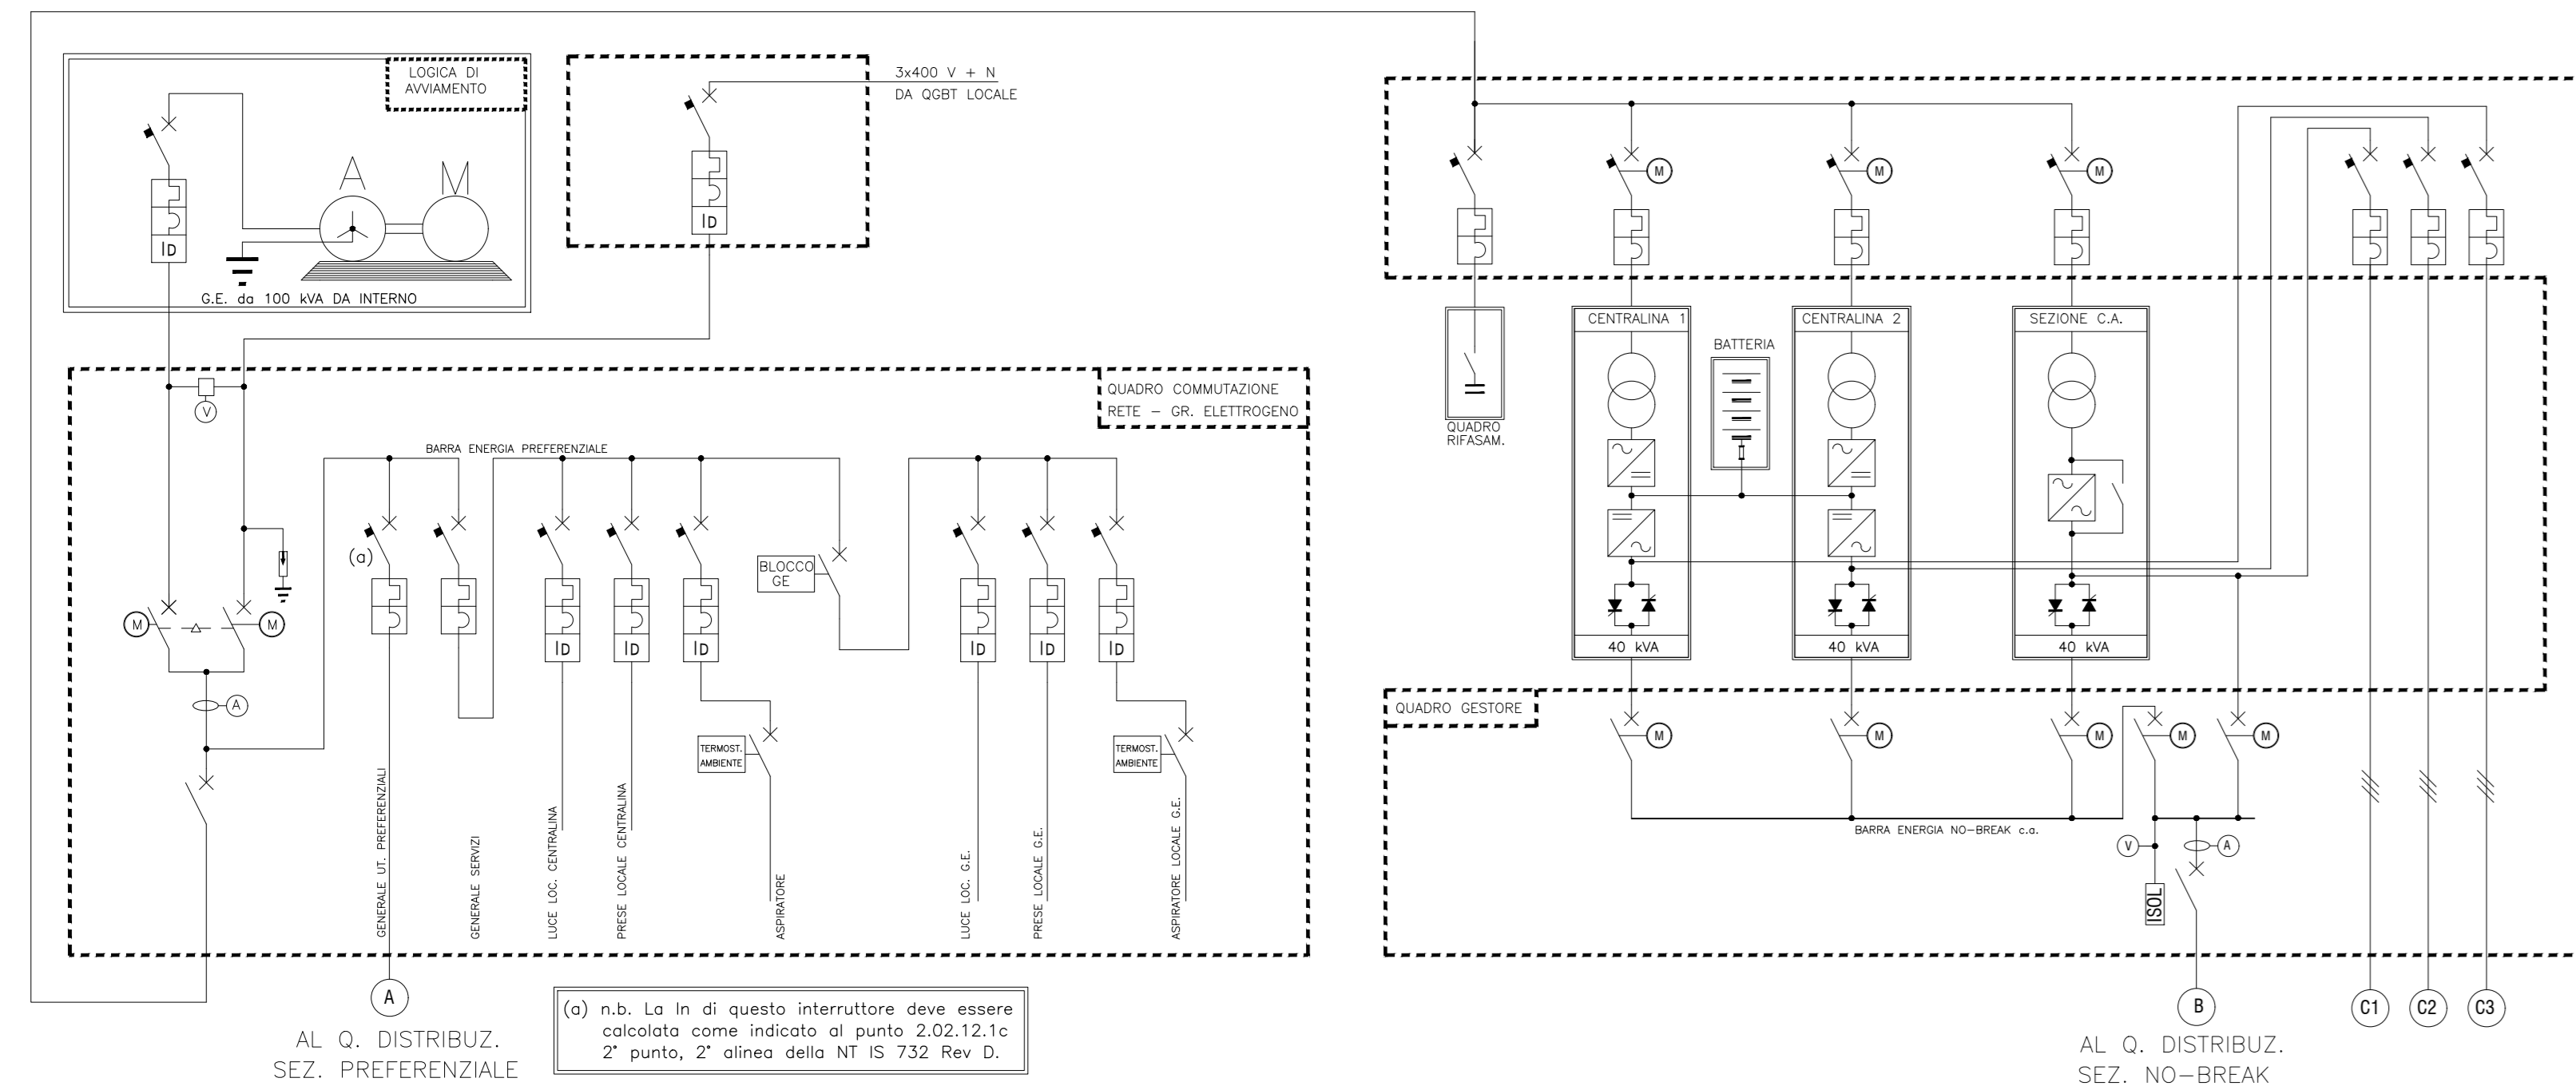 LOGICA DI
AVVIAMENTO
A
M
ID
G.E. da 100 kVA DA INTERNO
3x400 V + N
DA QGBT LOCALE
ID
QUADRO COMMUTAZIONE
RETE – GR. ELETTROGENO
V
BARRA ENERGIA PREFERENZIALE
(a)
BLOCCO
GE
M
M
ID
ID
ID
ID
ID
ID
A
TERMOST.
AMBIENTE
TERMOST.
AMBIENTE
GENERALE UT. PREFERENZIALI
GENERALE SERVIZI
LUCE LOC. CENTRALINA
PRESE LOCALE CENTRALINA
ASPIRATORE
LUCE LOC. G.E.
PRESE LOCALE G.E.
ASPIRATORE LOCALE G.E.
A
AL Q. DISTRIBUZ.
SEZ. PREFERENZIALE
(a) n.b. La In di questo interruttore deve essere
calcolata come indicato al punto 2.02.12.1c
2° punto, 2° alinea della NT IS 732 Rev D.
M
M
M
QUADRO
RIFASAM.
CENTRALINA 1
BATTERIA
CENTRALINA 2
SEZIONE C.A.
40 kVA
40 kVA
40 kVA
QUADRO GESTORE
M
M
M
M
M
BARRA ENERGIA NO–BREAK c.a.
V
A
ISOL
B
AL Q. DISTRIBUZ.
SEZ. NO–BREAK
C1
C2
C3